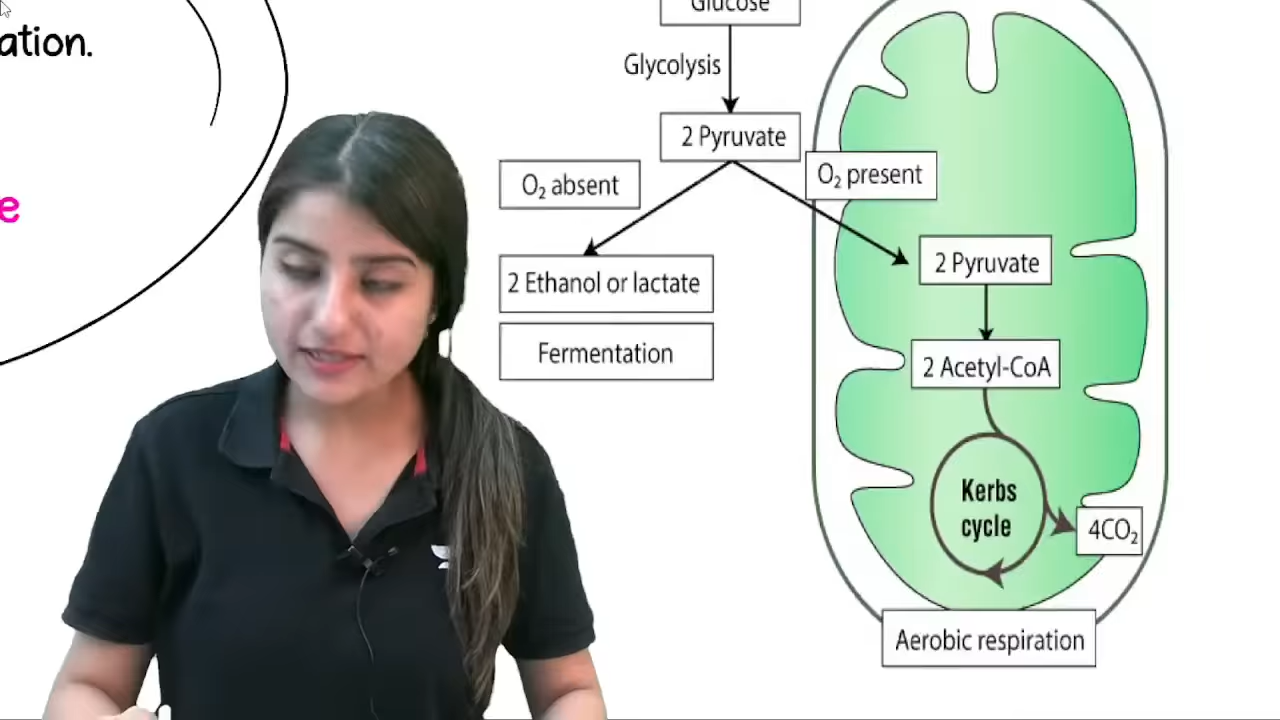 ation.
e
Glucose
Glycolysis
2 Pyruvate
O₂ absent
O₂ present
2 Ethanol or lactate
Fermentation
2 Pyruvate
2 Acetyl-CoA
Kerbs
cycle
4CO₂
Aerobic respiration